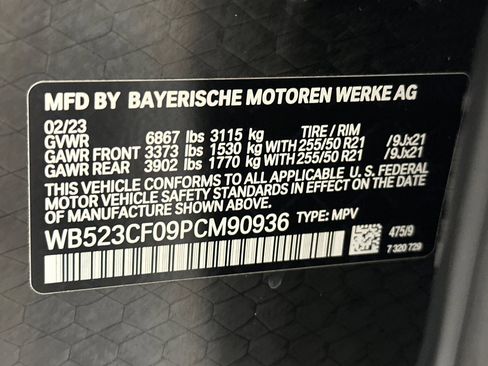 MFD BY BAYERISCHE MOTOREN WERKE AG
02/23
GVWR 6867 lbs 3115 kg TIRE / RIM
GAWR FRONT 3373 lbs 1530 kg WITH 255/50 R21 /9Jx21
GAWR REAR 3902 lbs 1770 kg WITH 255/50 R21 /9Jx21
THIS VEHICLE CONFORMS TO ALL APPLICABLE U. S. FEDERAL
MOTOR VEHICLE SAFETY STANDARDS IN EFFECT ON THE DATE OF
MANUFACTURE SHOWN ABOVE.
WB523CF09PCM90936 TYPE: MPV
475/9
7 320 729